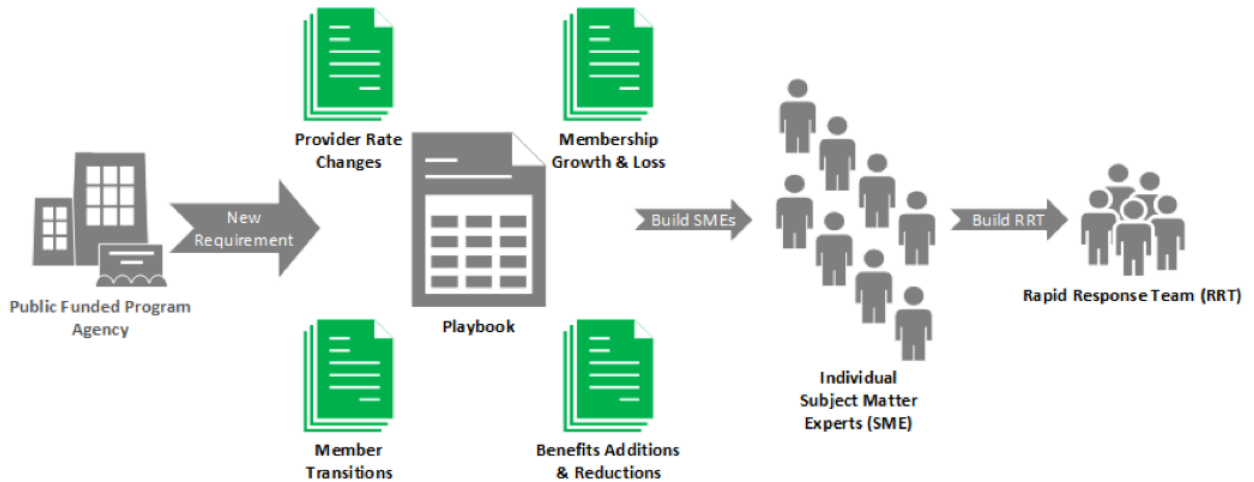 Provider Rate
Changes
Membership
Growth & Loss
New
Requirement
Build SMEs
Build RRT
Public Funded Program
Agency
Playbook
Rapid Response Team (RRT)
Individual
Subject Matter
Experts (SME)
Member
Transitions
Benefits Additions
& Reductions